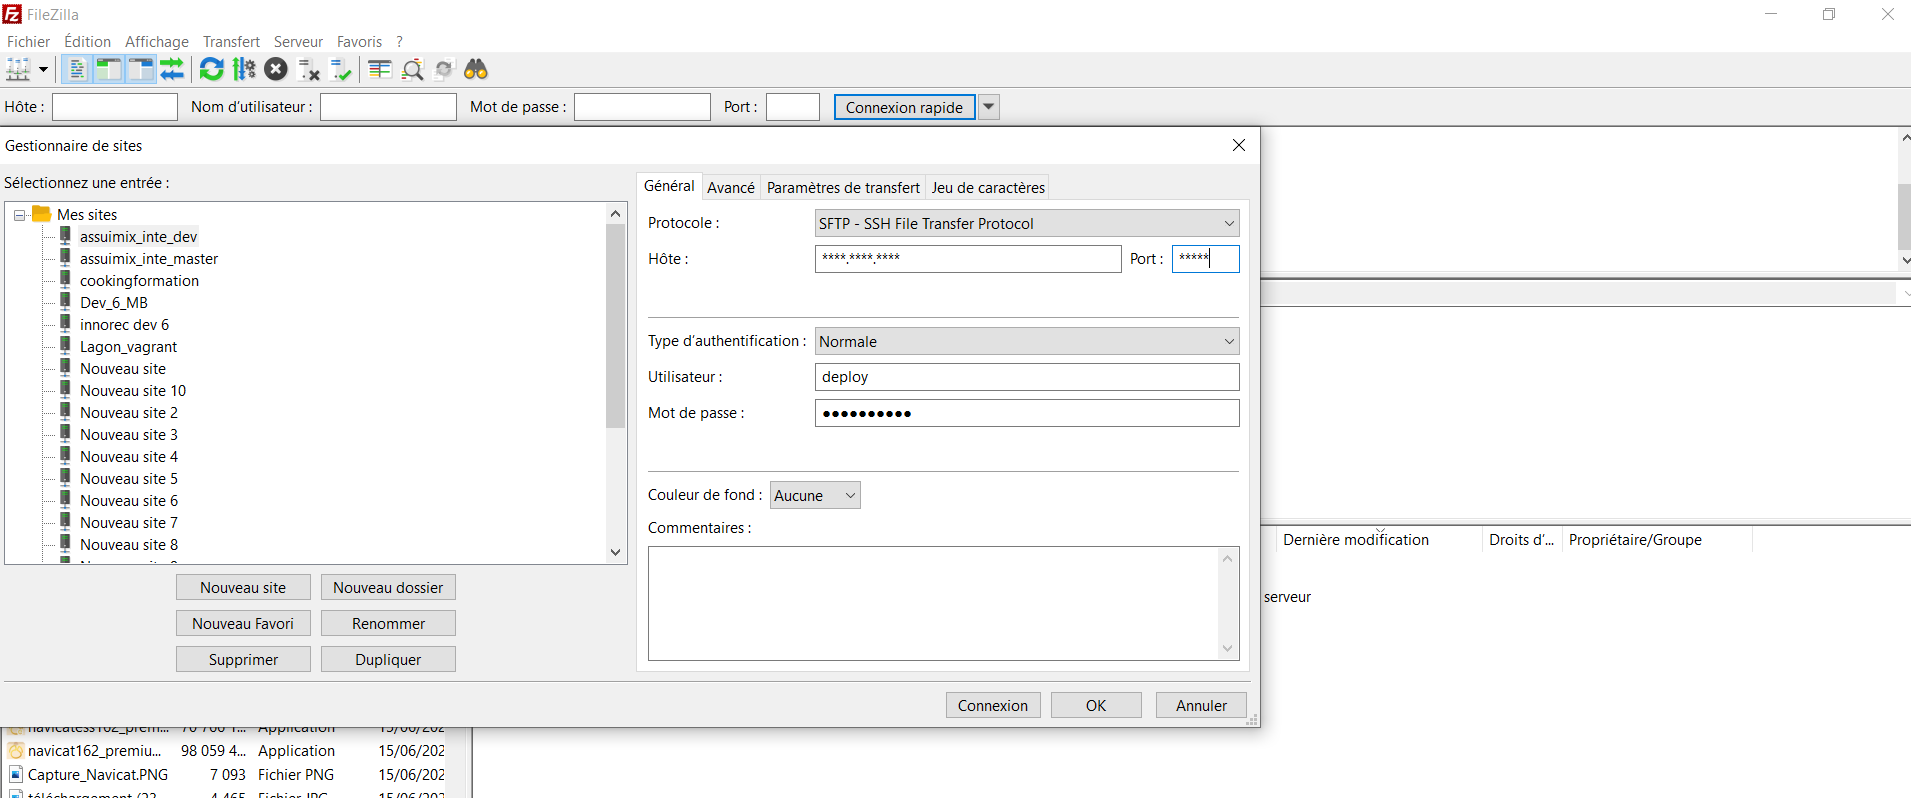 FileZilla
Fichier Édition Affichage Transfert Serveur Favoris ?
Hôte : Nom d'utilisateur : Mot de passe : Port : Connexion rapide
Gestionnaire de sites
Sélectionnez une entrée :
Mes sites
assuimix_inte_dev
assuimix_inte_master
cookingformation
Dev_6_MB
innorec dev 6
Lagon_vagrant
Nouveau site
Nouveau site 10
Nouveau site 2
Nouveau site 3
Nouveau site 4
Nouveau site 5
Nouveau site 6
Nouveau site 7
Nouveau site 8
Nouveau site Nouveau dossier
Nouveau Favori Renommer
Supprimer Dupliquer
Général Avancé Paramètres de transfert Jeu de caractères
Protocole : SFTP - SSH File Transfer Protocol
Hôte : ****.****.**** Port : *****
Type d'authentification : Normale
Utilisateur : deploy
Mot de passe : ●●●●●●●●●●
Couleur de fond : Aucune
Commentaires :
Connexion OK Annuler
Dernière modification Droits d'... Propriétaire/Groupe
serveur
Application
navicat162_premiu... 98 059 4... Application 15/06/202
Capture_Navicat.PNG 7 093 Fichier PNG 15/06/202